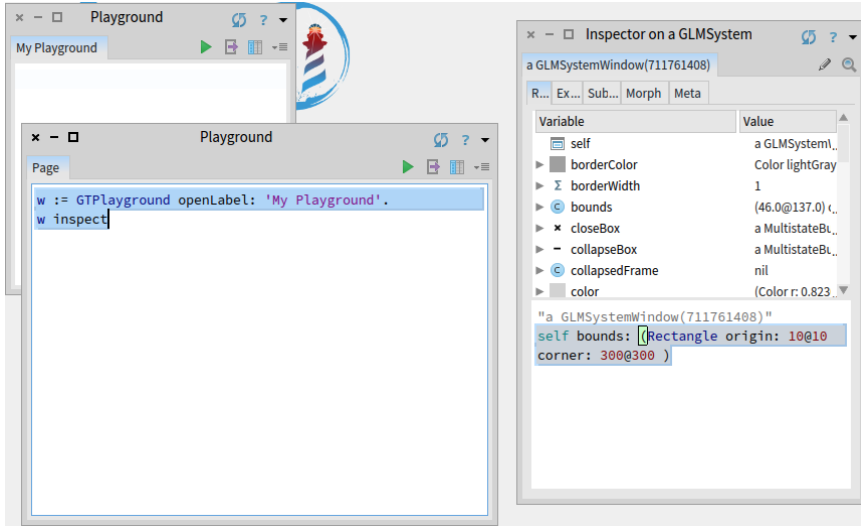 Playground
?
My Playground
Playground
?
Page
w := GTPlayground openLabel: 'My Playground'.
w inspect
Inspector on a GLMSystem
?
a GLMSystemWindow(711761408)
R... Ex... Sub... Morph Meta
Variable Value
self a GLMSystem\...
borderColor Color lightGray
Σ borderWidth 1
C bounds (46.0@137.0) c...
closeBox a MultistateBu...
collapseBox a MultistateBu...
C collapsedFrame nil
color (Color r: 0.823 ...
"a GLMSystemWindow(711761408)"
self bounds: (Rectangle origin: 10@10
corner: 300@300 )